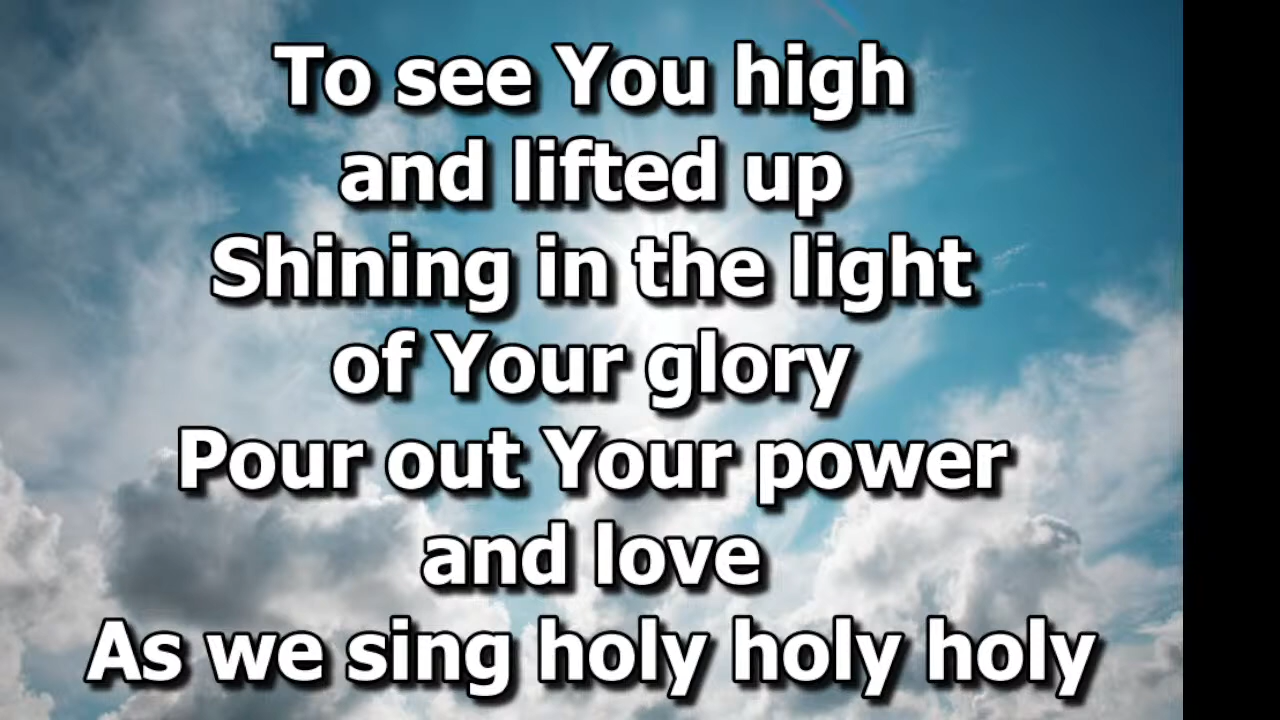 To see You high
and lifted up
Shining in the light
of Your glory
Pour out Your power
and love
As we sing holy holy holy